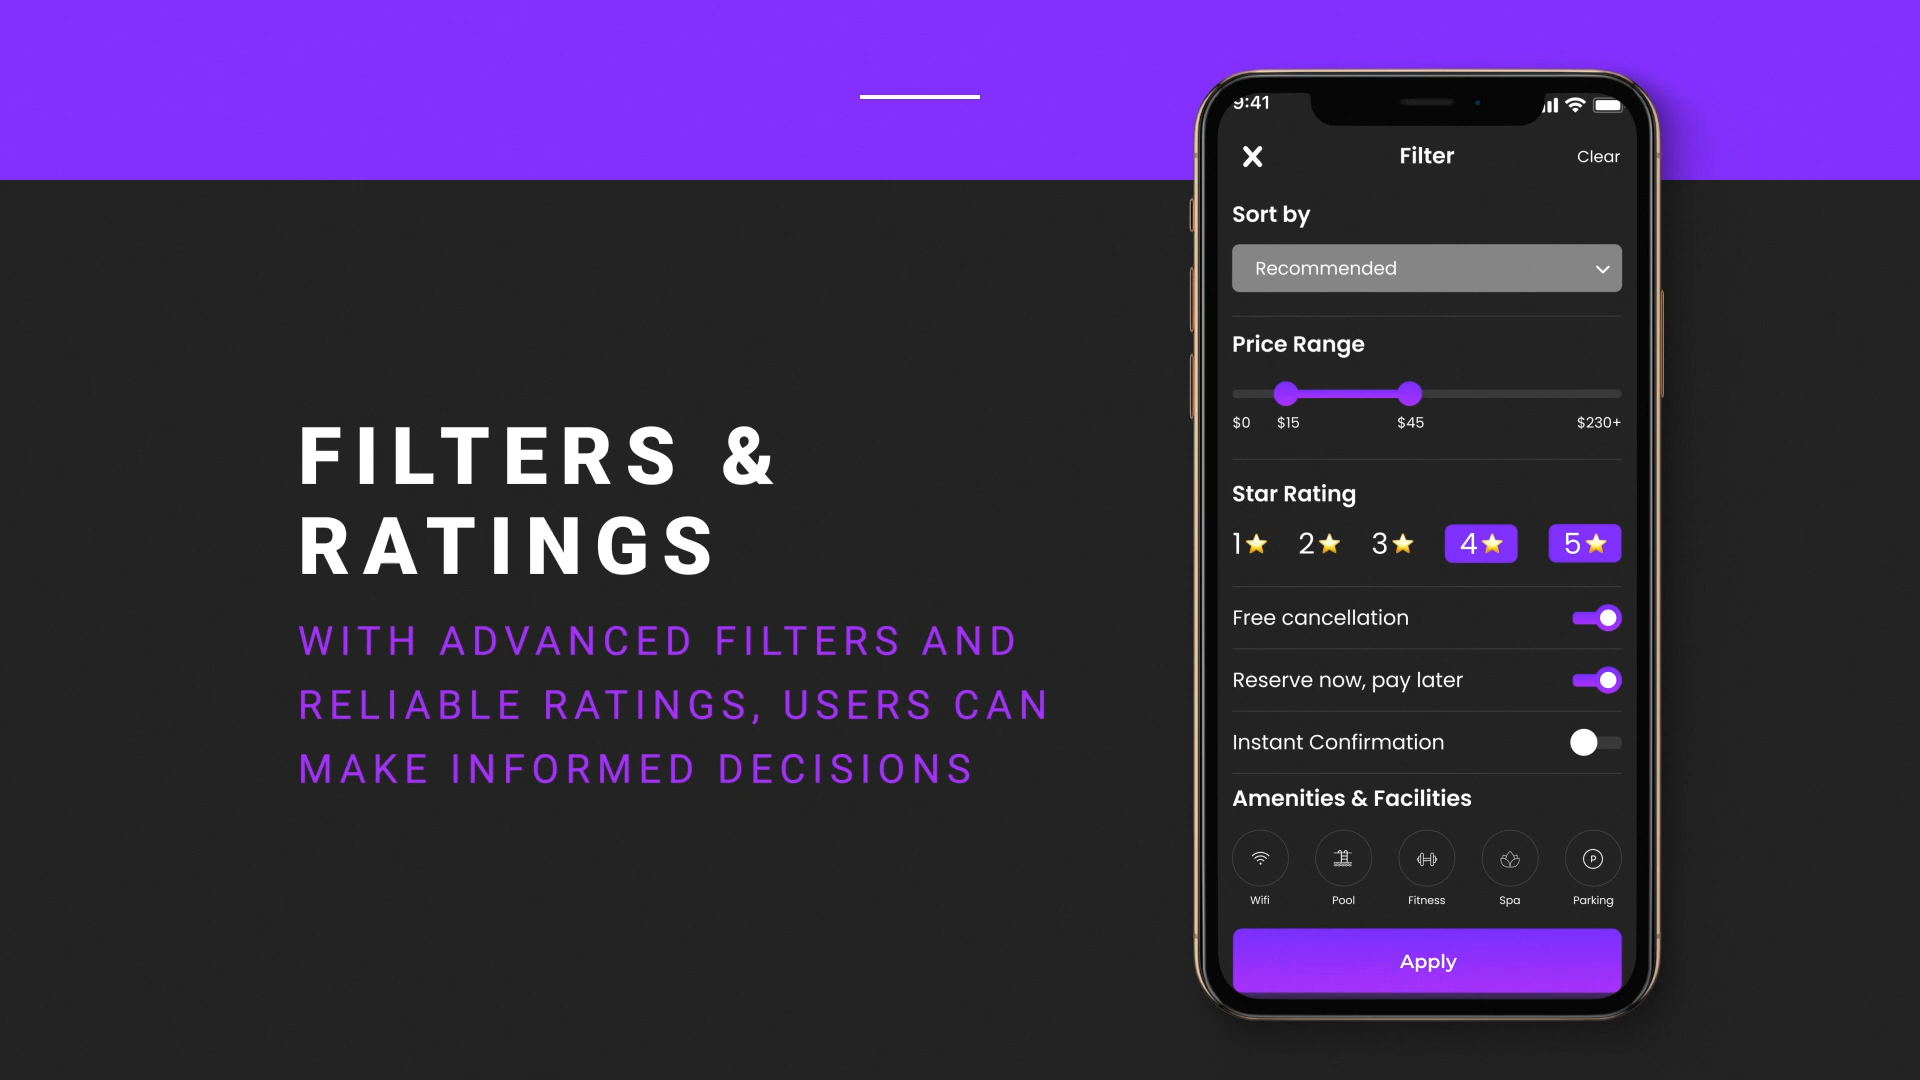 FILTERS &
RATINGS
WITH ADVANCED FILTERS AND
RELIABLE RATINGS, USERS CAN
MAKE INFORMED DECISIONS
9:41
Filter
Clear
Sort by
Recommended
Price Range
$0 $15 $45 $230+
Star Rating
1⭐ 2⭐ 3⭐ 4⭐ 5⭐
Free cancellation
Reserve now, pay later
Instant Confirmation
Amenities & Facilities
P
Wifi Pool Fitness Spa Parking
Apply